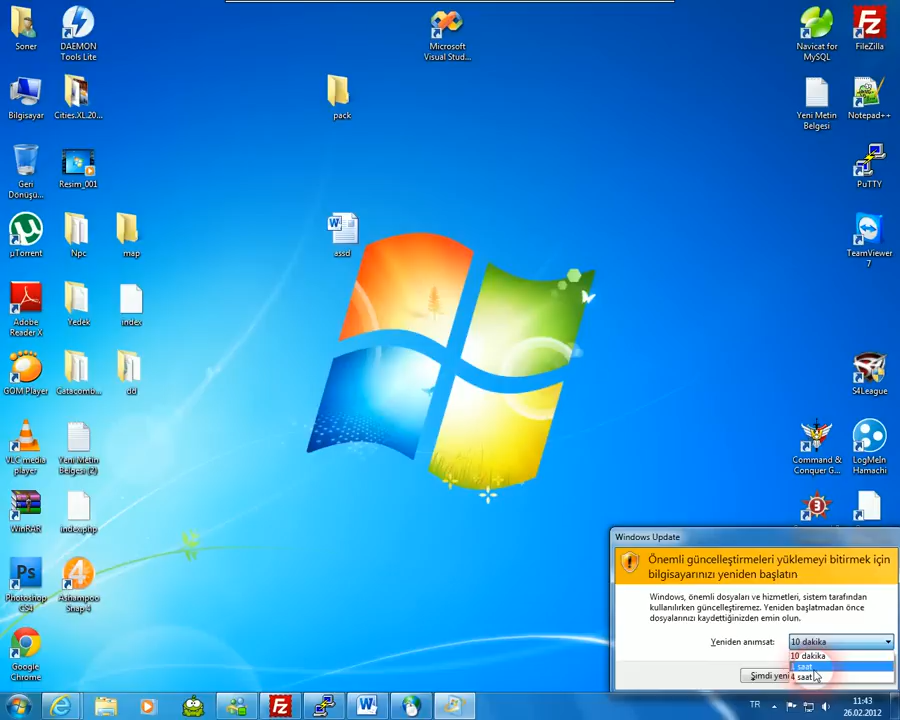 Soner
DAEMON
Tools Lite
Microsoft
Visual Stud...
Navicat for
MySQL
FileZilla
Bilgisayar
Cities.XL.20...
pack
Yeni Metin
Belgesi
Notepad++
Geri
Dönüşü...
Resim_001
PuTTY
µTorrent
Npc
map
assd
TeamViewer
7
Adobe
Reader X
Yedek
index
GOM Player
Catacomb...
dd
S4League
VLC media
player
Yeni Metin
Belgesi (2)
Command &
Conquer G...
LogMeIn
Hamachi
WinRAR
index.php
Photoshop
CS4
Ashampoo
Snap 4
Google
Chrome
Windows Update
Önemli güncelleştirmeleri yüklemeyi bitirmek için
bilgisayarınızı yeniden başlatın
Windows, önemli dosyaları ve hizmetleri, sistem tarafından
kullanılırken güncelleştiremez. Yeniden başlatmadan önce
dosyalarınızı kaydettiğinizden emin olun.
Yeniden anımsat:
10 dakika
10 dakika
1 saat
4 saat
Şimdi yeni
TR
11:43
26.02.2012